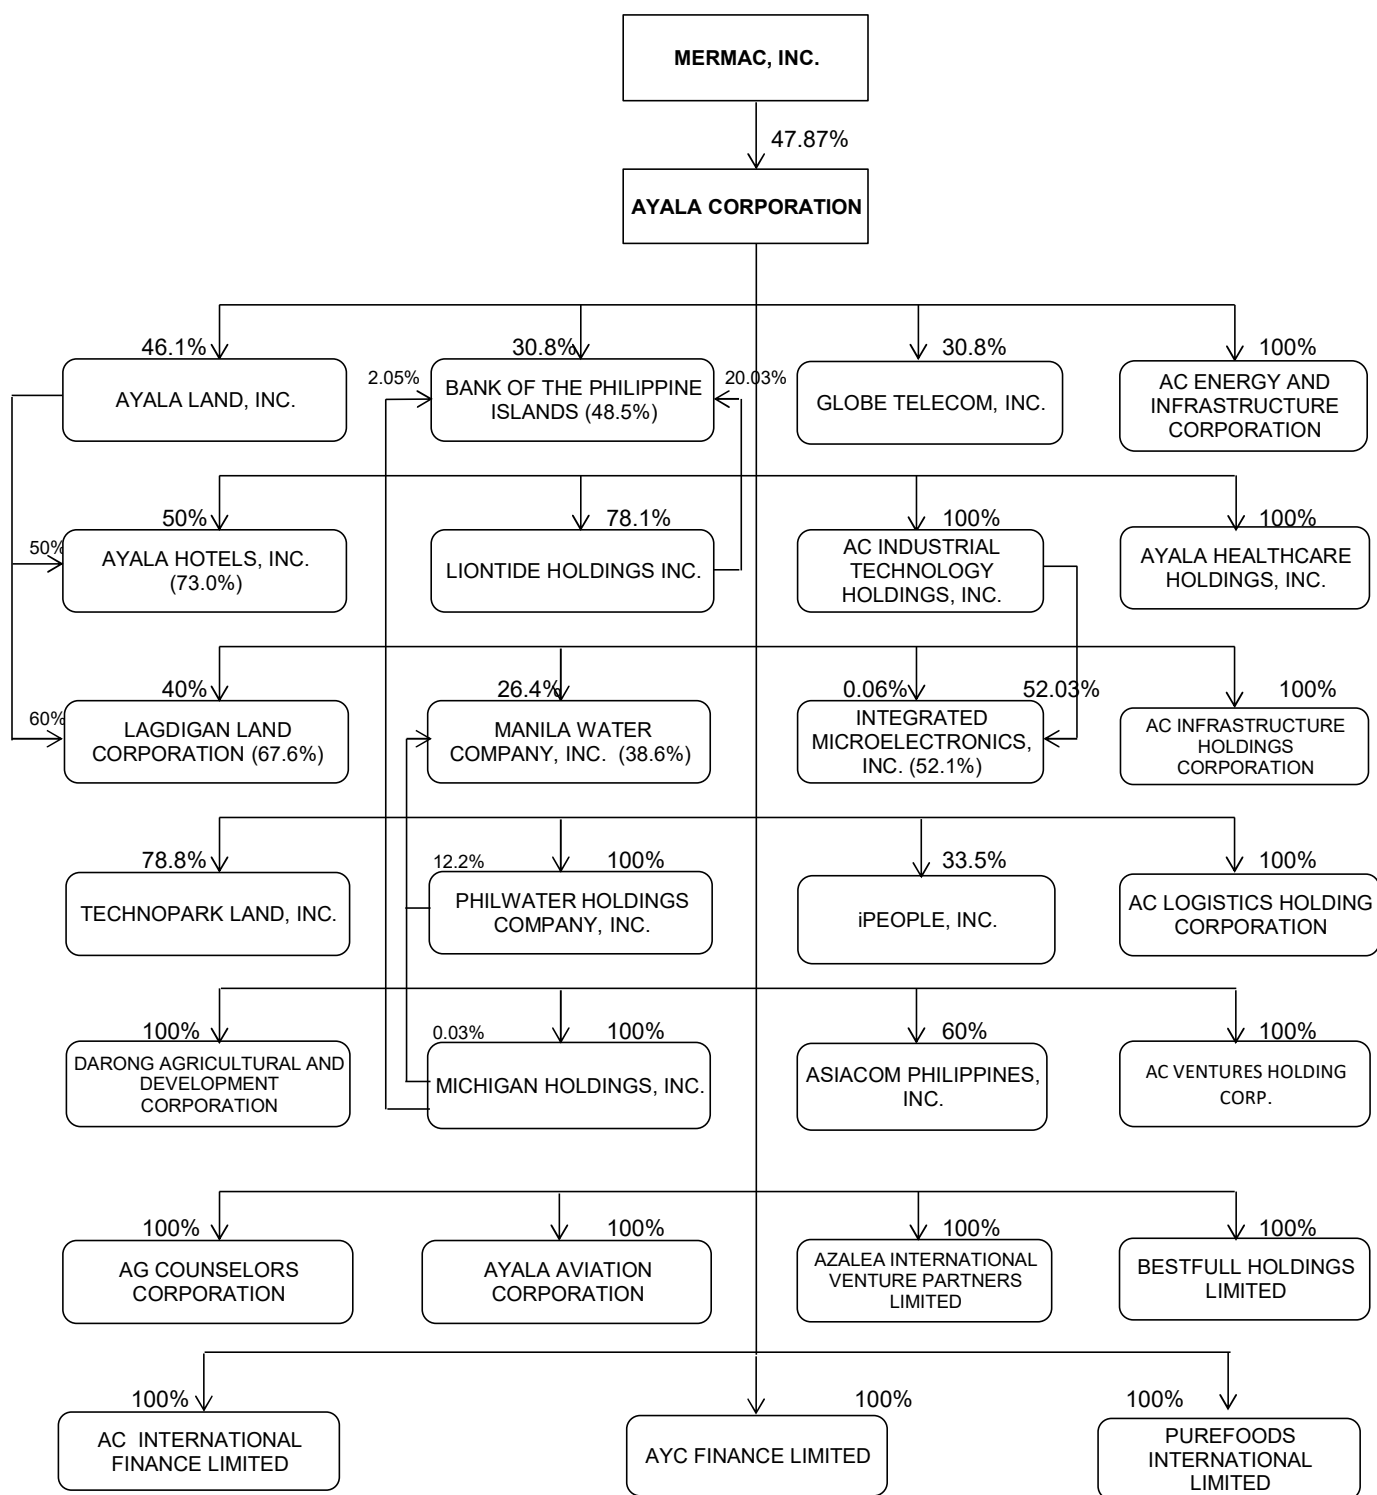 MERMAC, INC.
47.87%
AYALA CORPORATION
46.1%
30.8%
30.8%
100%
2.05%
20.03%
AYALA LAND, INC.
BANK OF THE PHILIPPINE
ISLANDS (48.5%)
GLOBE TELECOM, INC.
AC ENERGY AND
INFRASTRUCTURE
CORPORATION
50%
78.1%
100%
100%
50%
AYALA HOTELS, INC.
(73.0%)
LIONTIDE HOLDINGS INC.
AC INDUSTRIAL
TECHNOLOGY
HOLDINGS, INC.
AYALA HEALTHCARE
HOLDINGS, INC.
40%
26.4%
0.06%
52.03%
100%
60%
LAGDIGAN LAND
CORPORATION (67.6%)
MANILA WATER
COMPANY, INC. (38.6%)
INTEGRATED
MICROELECTRONICS,
INC. (52.1%)
AC INFRASTRUCTURE
HOLDINGS
CORPORATION
78.8%
12.2%
100%
33.5%
100%
TECHNOPARK LAND, INC.
PHILWATER HOLDINGS
COMPANY, INC.
iPEOPLE, INC.
AC LOGISTICS HOLDING
CORPORATION
100%
0.03%
100%
60%
100%
DARONG AGRICULTURAL AND
DEVELOPMENT
CORPORATION
MICHIGAN HOLDINGS, INC.
ASIACOM PHILIPPINES,
INC.
AC VENTURES HOLDING
CORP.
100%
100%
100%
100%
AG COUNSELORS
CORPORATION
AYALA AVIATION
CORPORATION
AZALEA INTERNATIONAL
VENTURE PARTNERS
LIMITED
BESTFULL HOLDINGS
LIMITED
100%
100%
100%
AC INTERNATIONAL
FINANCE LIMITED
AYC FINANCE LIMITED
PUREFOODS
INTERNATIONAL
LIMITED